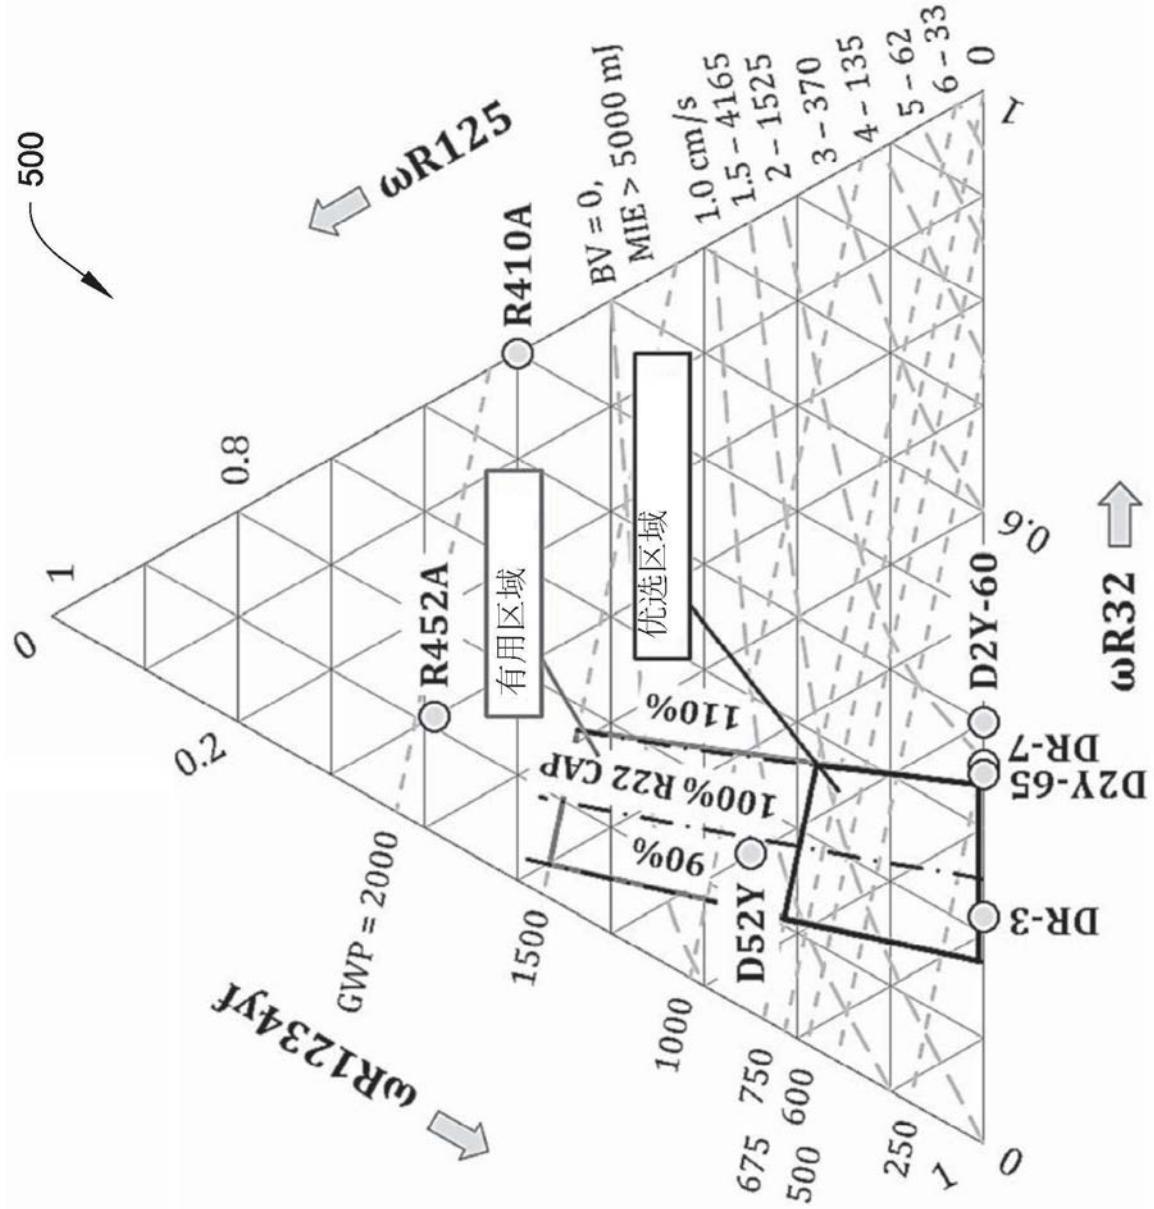 500
ωR125
ωR1234yf
ωR32
1
0
0.8
0.2
R410A
R452A
BV = 0,
MIE > 5000 mJ
1.0 cm/s
1.5 – 4165
2 – 1525
3 – 370
4 – 135
5 – 62
6 – 33
0
1
0.6
有用区域
优选区域
110%
100% R22 CAP
90%
GWP = 2000
1500
1000
750
675
600
500
250
1
0
D52Y
D2Y-60
DR-7
D2Y-65
DR-3